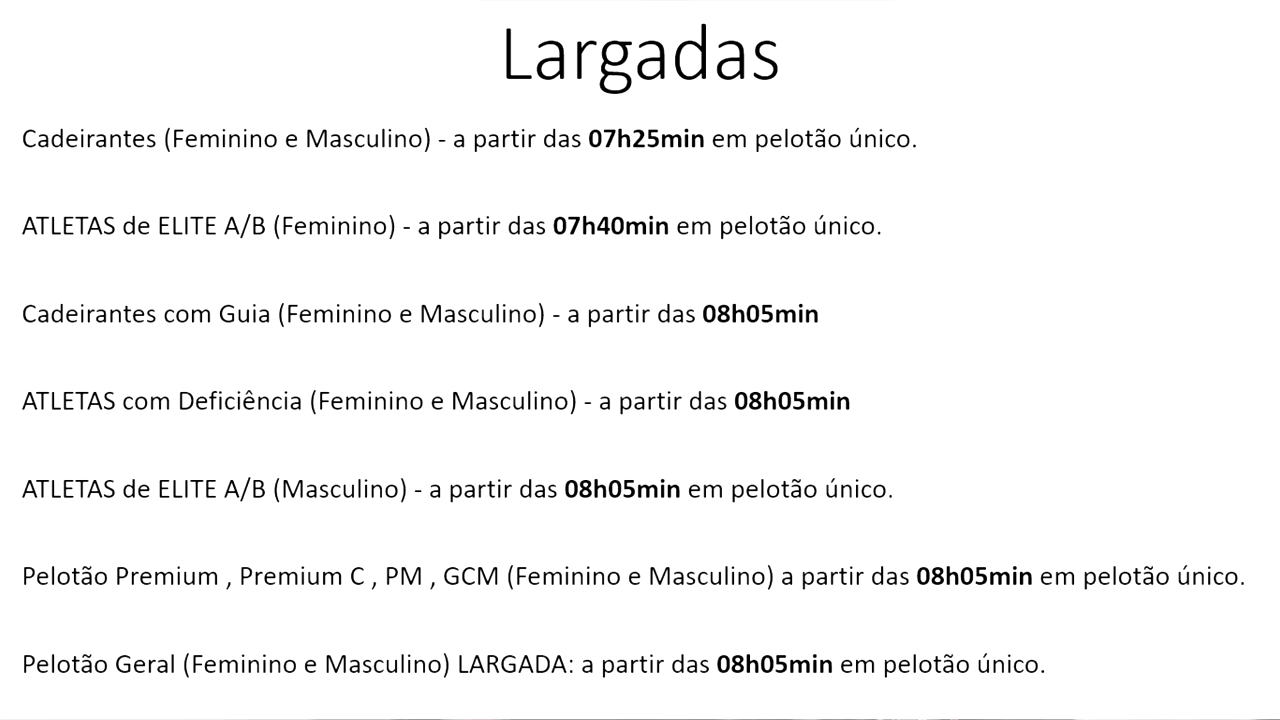 Largadas
Cadeirantes (Feminino e Masculino) - a partir das 07h25min em pelotão único.
ATLETAS de ELITE A/B (Feminino) - a partir das 07h40min em pelotão único.
Cadeirantes com Guia (Feminino e Masculino) - a partir das 08h05min
ATLETAS com Deficiência (Feminino e Masculino) - a partir das 08h05min
ATLETAS de ELITE A/B (Masculino) - a partir das 08h05min em pelotão único.
Pelotão Premium , Premium C , PM , GCM (Feminino e Masculino) a partir das 08h05min em pelotão único.
Pelotão Geral (Feminino e Masculino) LARGADA: a partir das 08h05min em pelotão único.